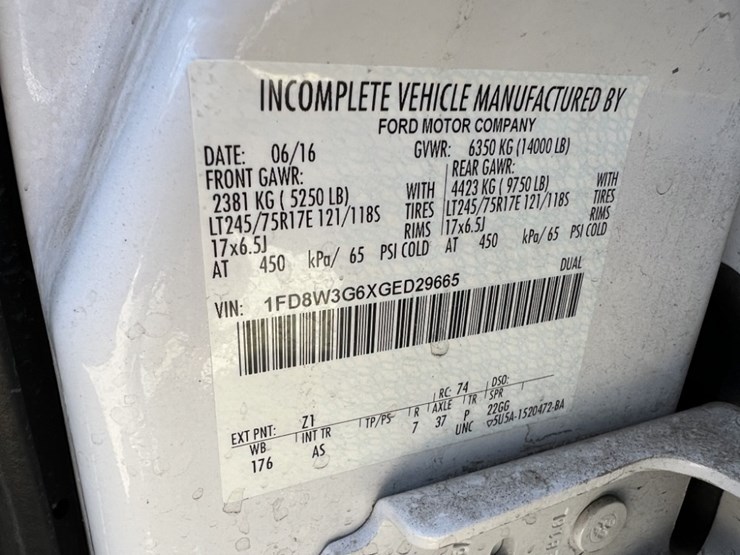 INCOMPLETE VEHICLE MANUFACTURED BY
FORD MOTOR COMPANY
DATE: 06/16 GVWR: 6350 KG (14000 LB)
FRONT GAWR: REAR GAWR:
2381 KG ( 5250 LB) WITH 4423 KG ( 9750 LB) WITH
LT245/75R17E 121/118S TIRES LT245/75R17E 121/118S TIRES
17x6.5J RIMS 17x6.5J RIMS
AT 450 kPa/ 65 PSI COLD AT 450 kPa/ 65 PSI COLD
VIN: 1FD8W3G6XGED29665 DUAL
EXT PNT: Z1 RC: 74 DSO:
WB INT TR TP/PS R AXLE TR SPR
176 AS 7 37 P 22GG
UNC ▽5U5A-1520472-BA